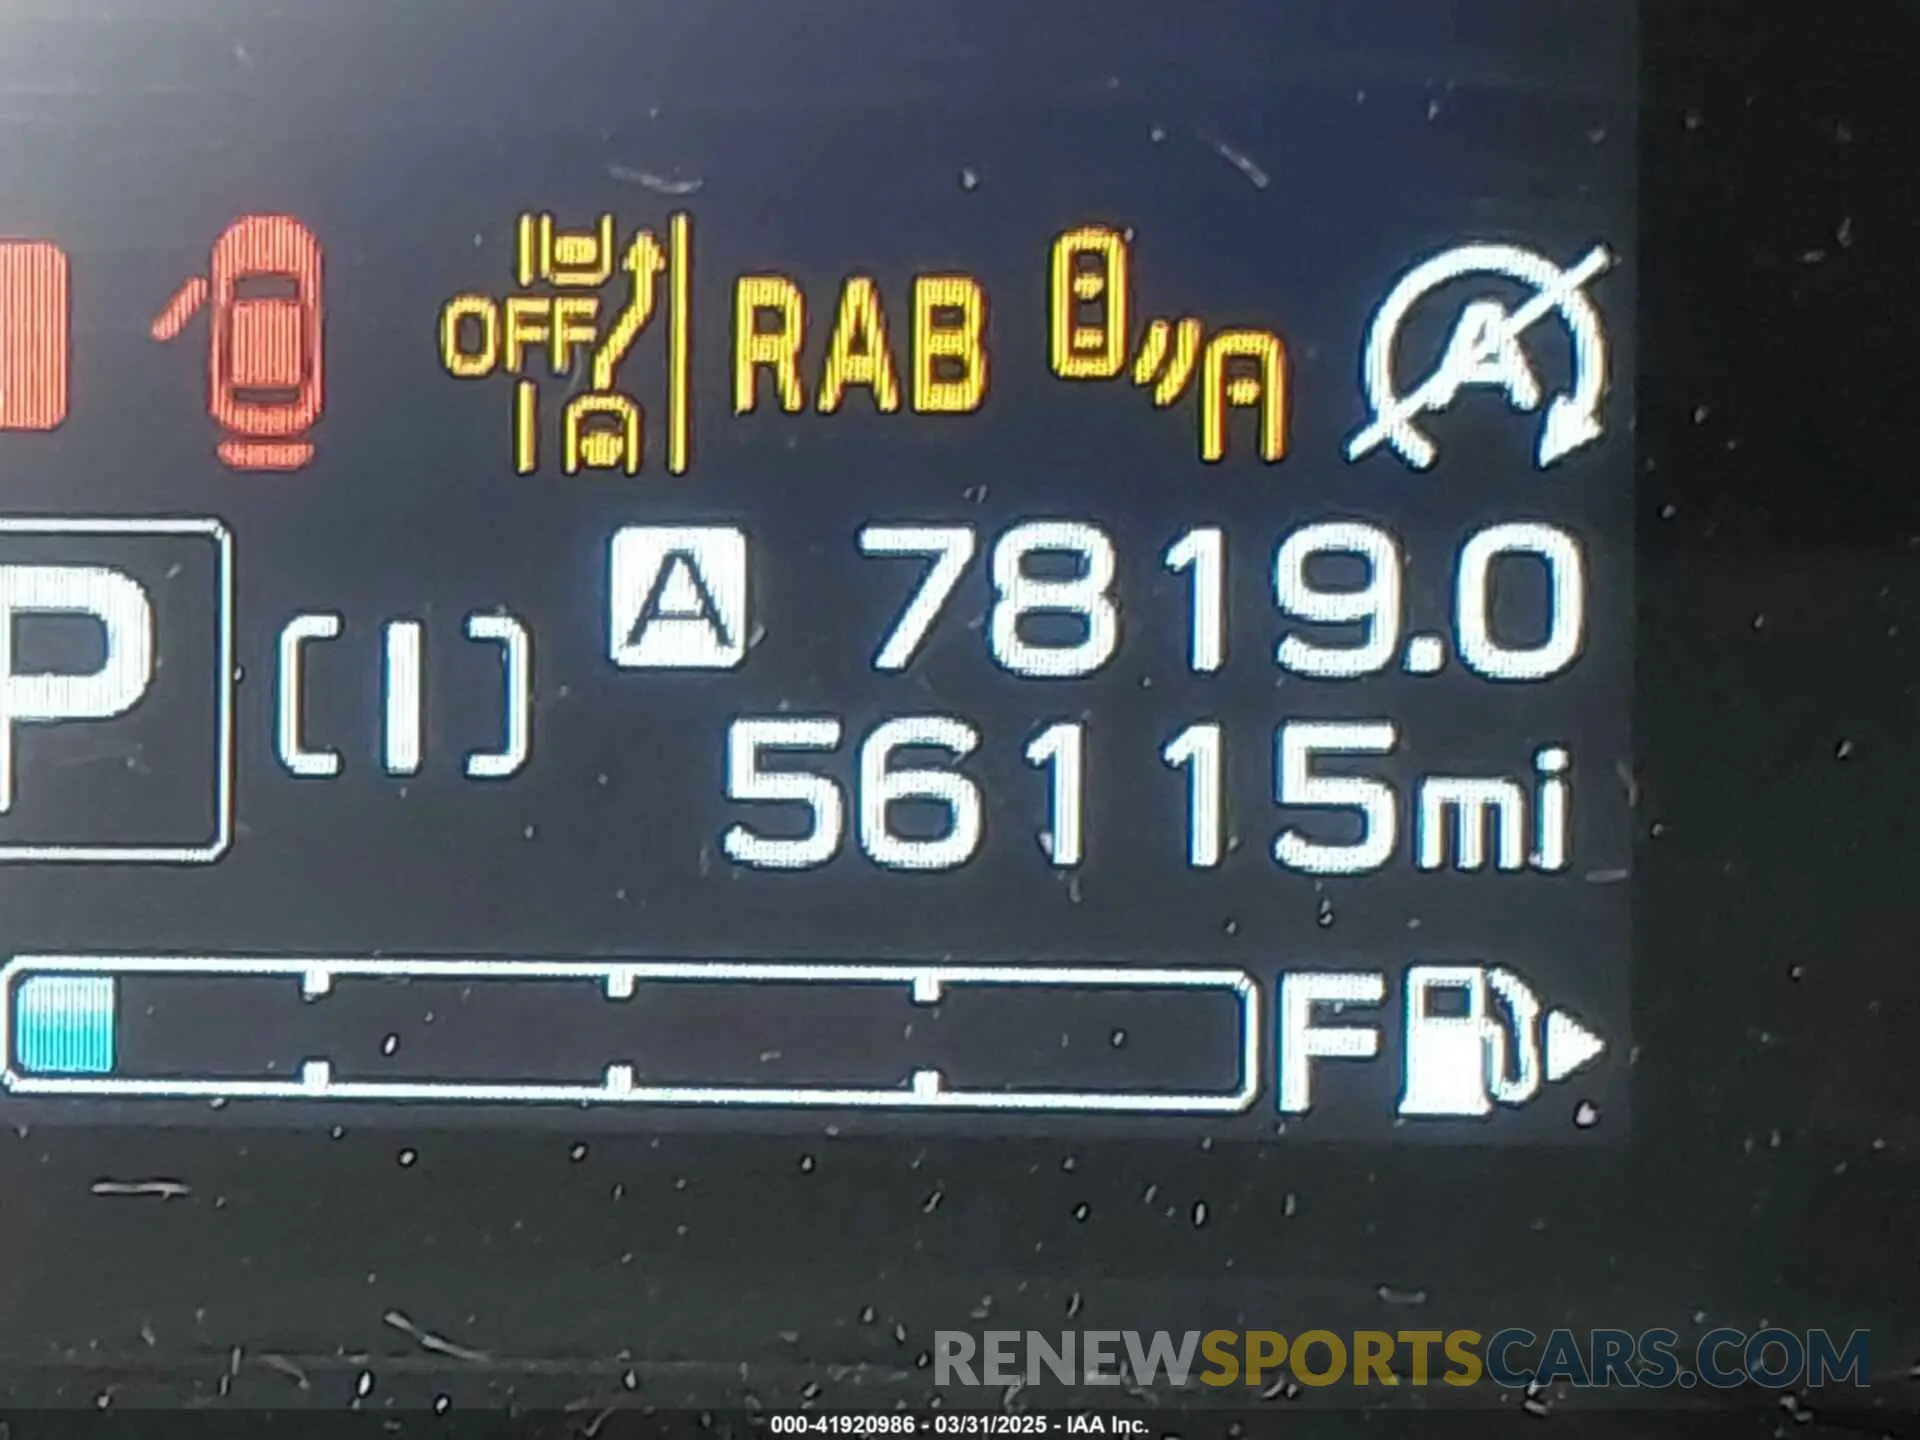 OFF RAB A
A 7819.0
P [I] 56115mi
F
RENEWSPORTSCARS.COM
000-41920986 - 03/31/2025 - IAA Inc.